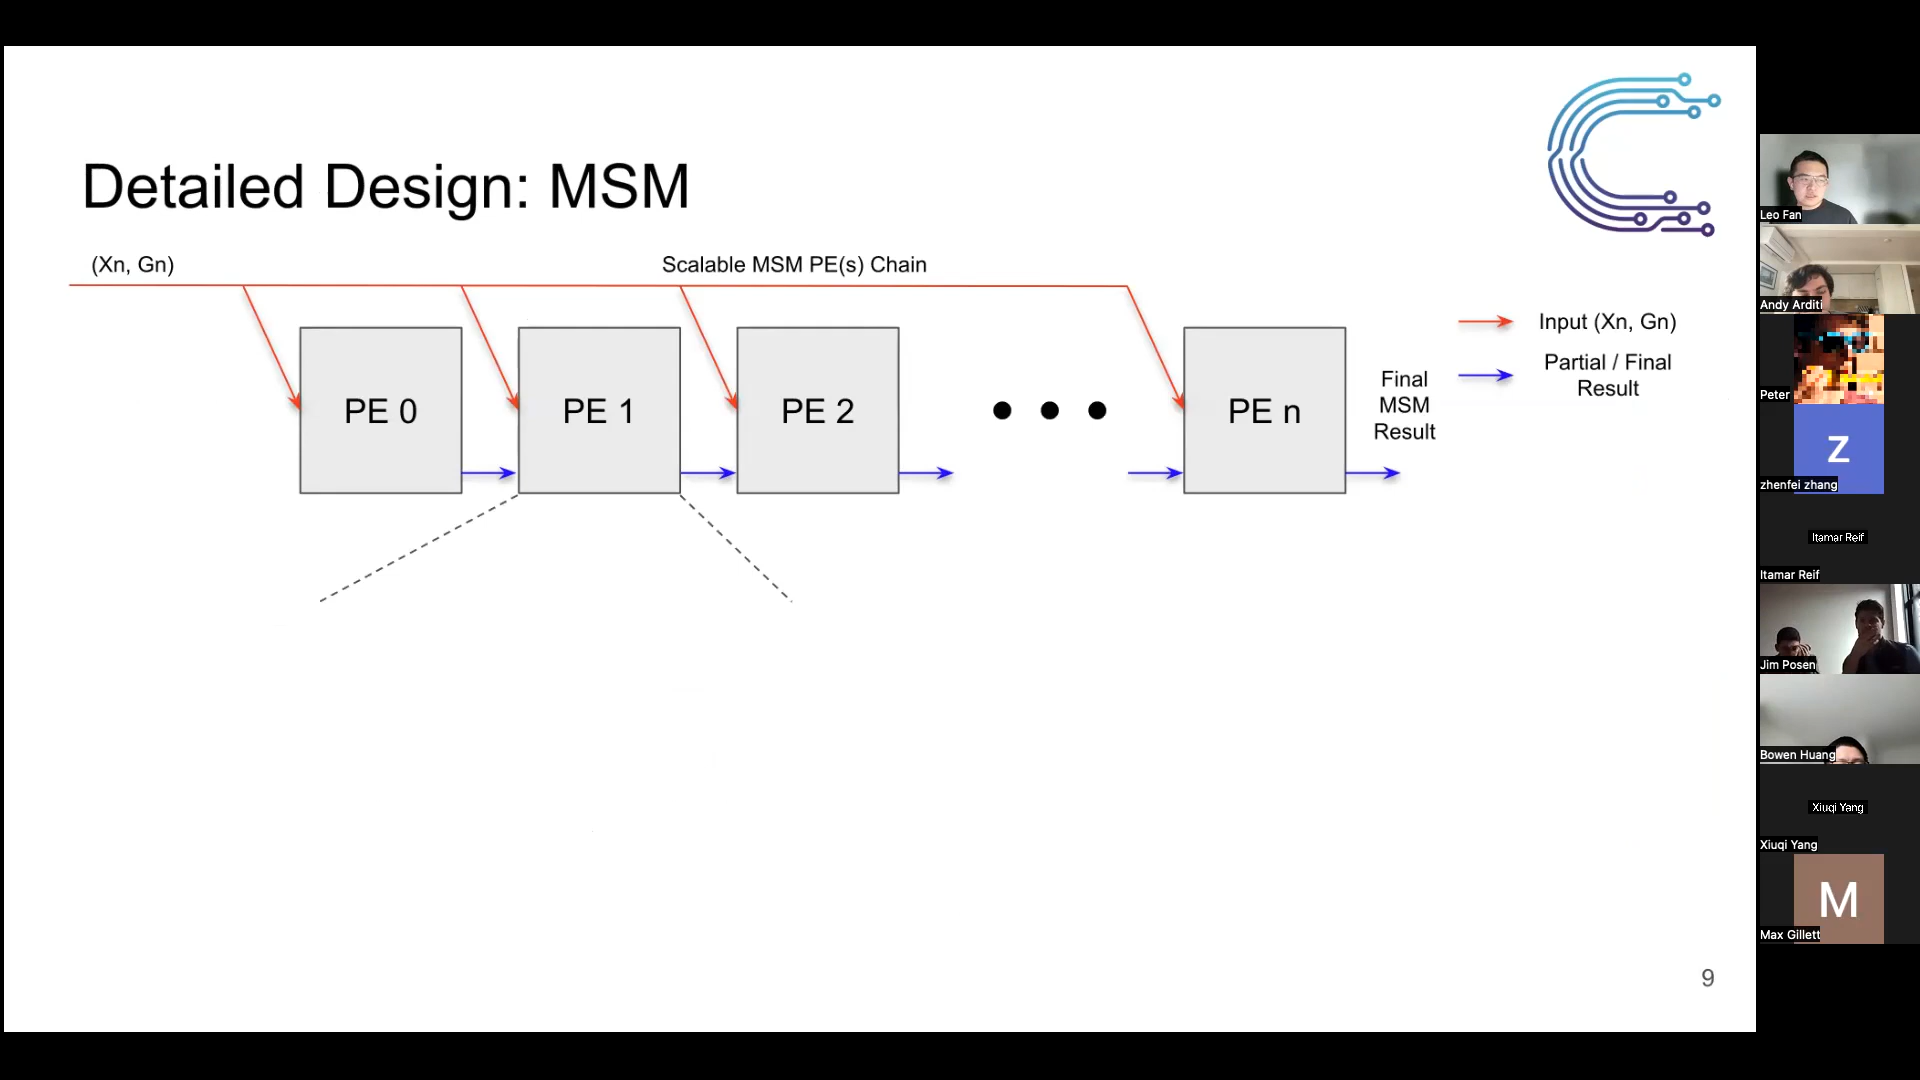 Detailed Design: MSM
(Xn, Gn)
Scalable MSM PE(s) Chain
PE 0
PE 1
PE 2
PE n
Final
MSM
Result
Input (Xn, Gn)
Partial / Final
Result
9
Leo Fan
Andy Arditi
Peter
Z
zhenfei zhang
Itamar Reif
Itamar Reif
Jim Posen
Bowen Huang
Xiuqi Yang
Xiuqi Yang
M
Max Gillett